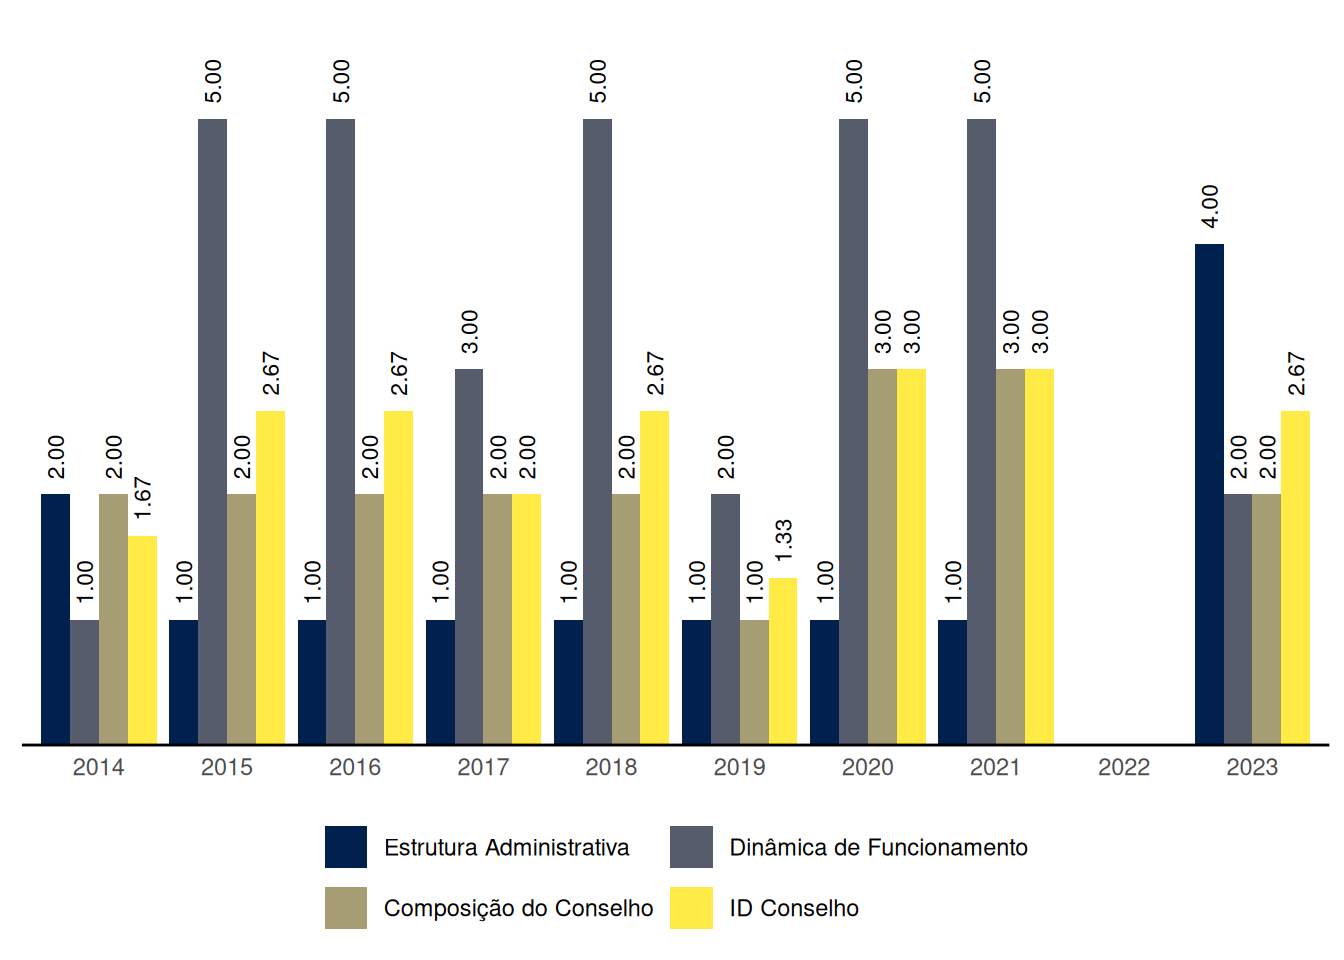 2.00 1.00 2.00 1.67 1.00 5.00 2.00 2.67 1.00 5.00 2.00 2.67 1.00 3.00 2.00 2.00 1.00 5.00 2.00 2.67 1.00 2.00 1.00 1.33 1.00 5.00 3.00 3.00 1.00 5.00 3.00 3.00 4.00 2.00 2.00 2.67
2014 2015 2016 2017 2018 2019 2020 2021 2022 2023
Estrutura Administrativa Dinâmica de Funcionamento
Composição do Conselho ID Conselho